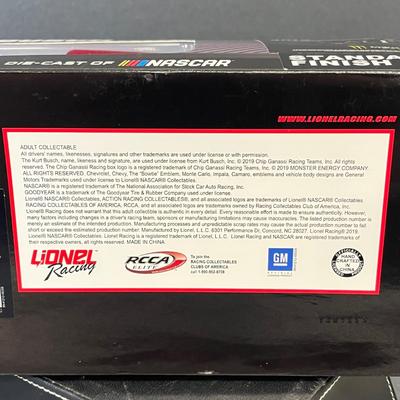 DIE-CAST OF NASCAR
STANDA
FINISH
WWW.LIONELRACING.COM
ADULT COLLECTABLE
All drivers' names, likenesses, signatures and other trademarks are used under license or with permission.
The Kurt Busch, name, likeness and signature, are used under license from Kurt Busch, Inc. © 2019 Chip Ganassi Racing Teams, Inc. All rights
reserved. The Chip Ganassi Racing box logo is a registered trademark of Chip Ganassi Racing Teams, Inc. © 2019 MONSTER ENERGY COMPANY.
ALL RIGHTS RESERVED. Chevrolet, Chevy, The "Bowtie" Emblem, Monte Carlo, Impala, Camaro, emblems and vehicle body designs are General
Motors Trademarks used under license to Lionel® NASCAR® Collectables.
NASCAR® is a registered trademark of The National Association for Stock Car Auto Racing, Inc.
GOODYEAR is a trademark of The Goodyear Tire & Rubber Company used under license.
Lionel® NASCAR® Collectables, ACTION RACING COLLECTABLES®, and all associated logos are trademarks of Lionel® NASCAR® Collectables.
RACING COLLECTABLES OF AMERICA, RCCA, and all associated logos are trademarks owned by Racing Collectables Club of America, Inc.
Lionel® Racing does not warrant that this adult collectible is authentic in every detail. Every reasonable effort is made to ensure authenticity. However,
many factors including changes in a driver's racing team, sponsors or manufacturing limitations may cause inaccuracies. The listed production number is
merely an estimate of the intended production. Manufacturing processes and unpredictable scrap rates may cause the actual production number to fall
short or exceed the estimated production number. Manufactured by Lionel, L.L.C. 6301 Performance Dr, Concord, NC 28027. Lionel® Racing© 2019
Lionel® NASCAR® Collectables. Printed in China. Lionel is a registered trademark of Lionel, L.L.C. Lionel Racing and NASCAR are trademarks of
their respective owners, all rights reserved. MADE IN CHINA
LIONEL
Racing
RCCA
ELITE
To join the
RACING COLLECTABLES
CLUBS OF AMERICA
GM
HAND
CRAFTED
IN
CHINA